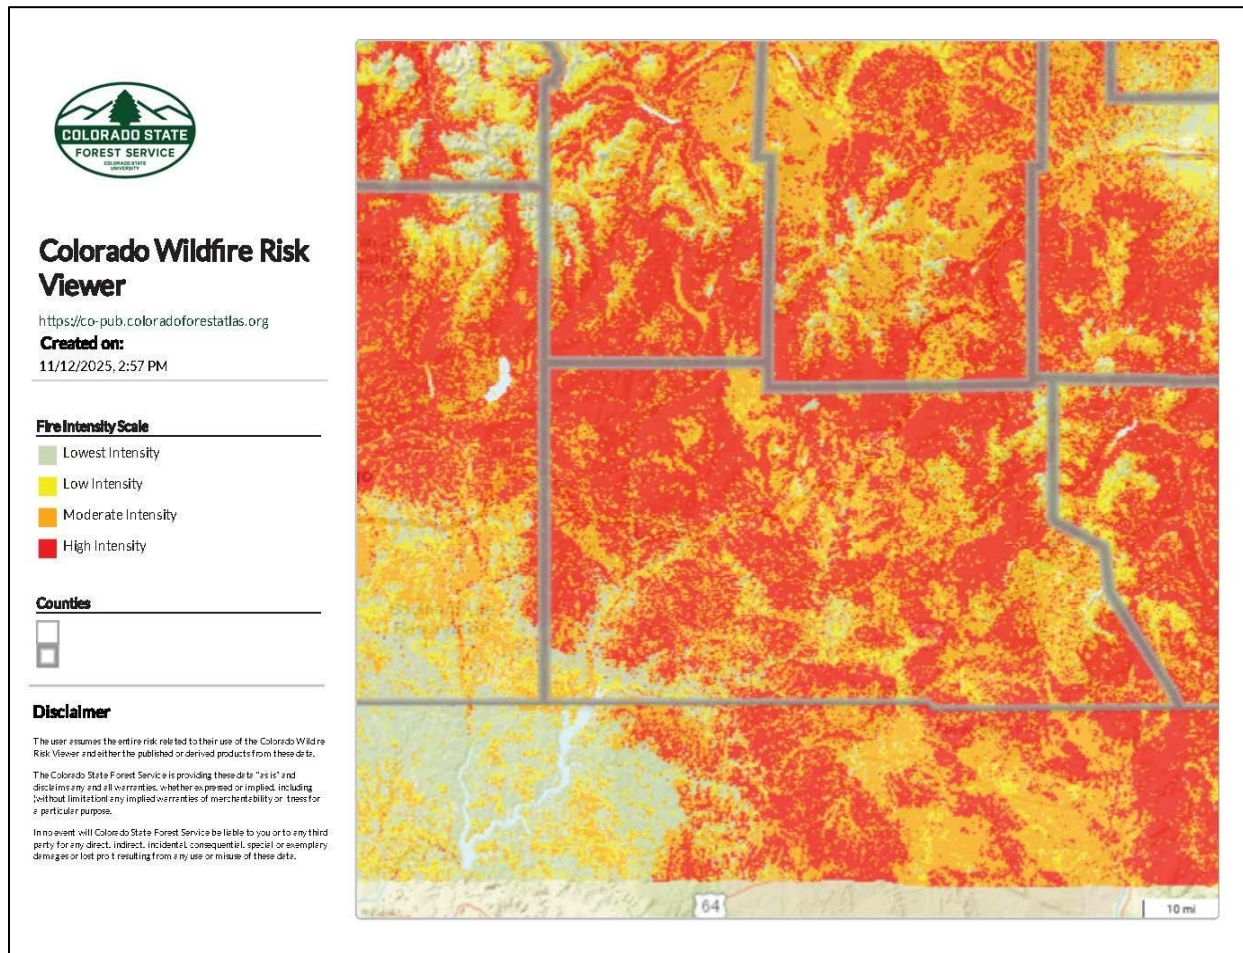 COLORADO STATE
FOREST SERVICE
COLORADO STATE
UNIVERSITY
Colorado Wildfire Risk
Viewer
https://co-pub.coloradoforestatlas.org
Created on:
11/12/2025, 2:57 PM
Fire Intensity Scale
Lowest Intensity
Low Intensity
Moderate Intensity
High Intensity
Counties
Disclaimer
The user assumes the entire risk related to their use of the Colorado Wild re
Risk Viewer and either the published or derived products from these data.
The Colorado State Forest Service is providing these data "as is" and
disclaims any and all warranties, whether expressed or implied, including
(without limitation) any implied warranties of merchantability or tness for
a particular purpose.
In no event will Colorado State Forest Service be liable to you or to any third
party for any direct, indirect, incidental, consequential, special or exemplary
damages or lost pro t resulting from any use or misuse of these data.
64
10 mi